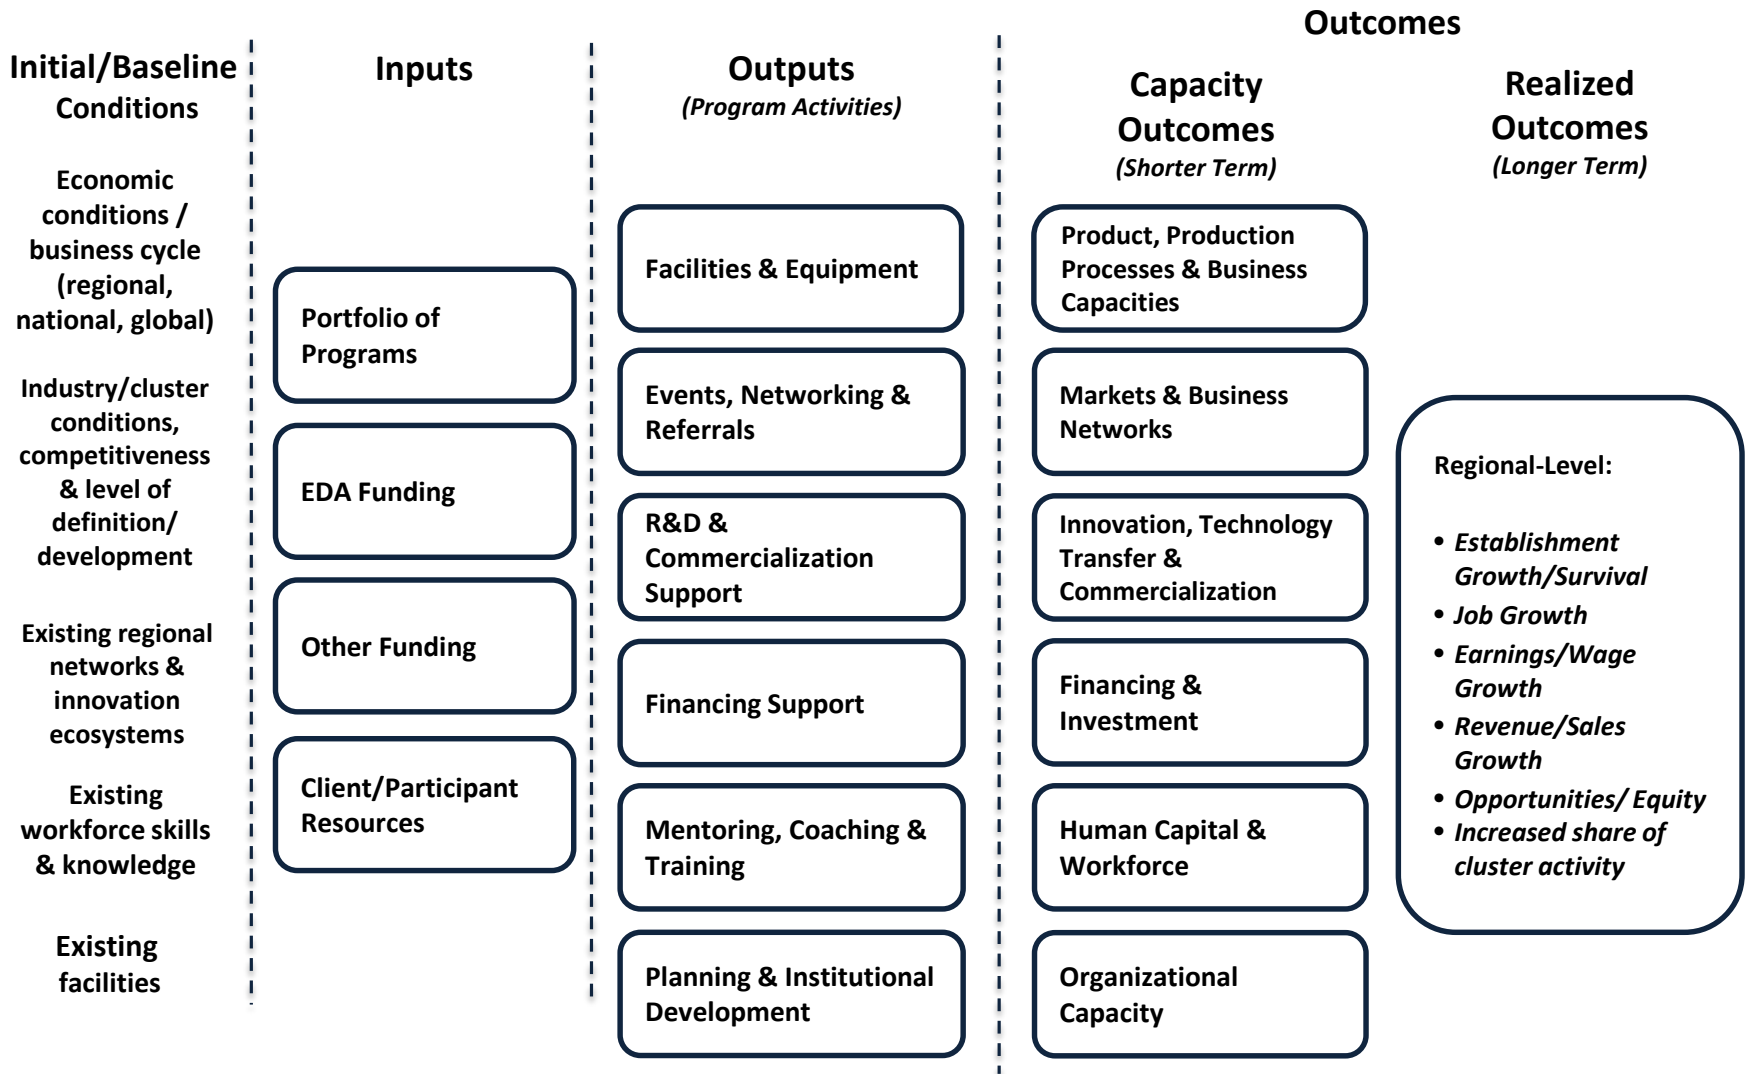 Initial/Baseline
Conditions
Economic
conditions /
business cycle
(regional,
national, global)
Industry/cluster
conditions,
competitiveness
& level of
definition/
development
Existing regional
networks &
innovation
ecosystems
Existing
workforce skills
& knowledge
Existing
facilities
Inputs
Portfolio of
Programs
EDA Funding
Other Funding
Client/Participant
Resources
Outputs
(Program Activities)
Facilities & Equipment
Events, Networking &
Referrals
R&D &
Commercialization
Support
Financing Support
Mentoring, Coaching &
Training
Planning & Institutional
Development
Outcomes
Capacity
Outcomes
(Shorter Term)
Product, Production
Processes & Business
Capacities
Markets & Business
Networks
Innovation, Technology
Transfer &
Commercialization
Financing &
Investment
Human Capital &
Workforce
Organizational
Capacity
Realized
Outcomes
(Longer Term)
Regional-Level:
• Establishment
Growth/Survival
• Job Growth
• Earnings/Wage
Growth
• Revenue/Sales
Growth
• Opportunities/ Equity
• Increased share of
cluster activity